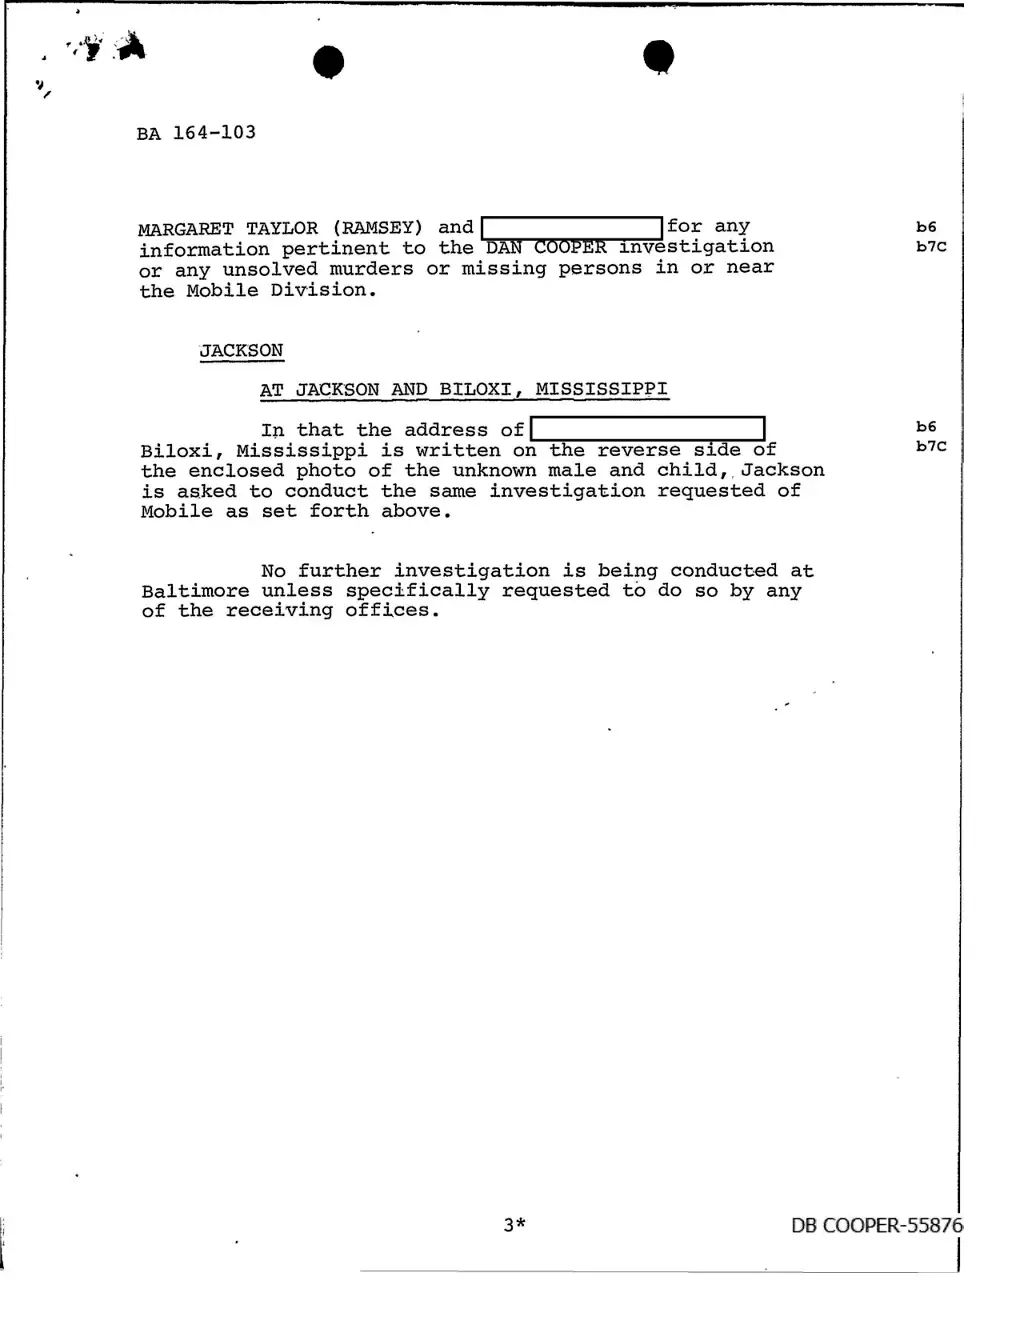 BA 164-103
MARGARET TAYLOR (RAMSEY) and for any b6
information pertinent to the DAN COOPER investigation b7C
or any unsolved murders or missing persons in or near
the Mobile Division.
JACKSON
AT JACKSON AND BILOXI, MISSISSIPPI
In that the address of b6
Biloxi, Mississippi is written on the reverse side of b7C
the enclosed photo of the unknown male and child, Jackson
is asked to conduct the same investigation requested of
Mobile as set forth above.
No further investigation is being conducted at
Baltimore unless specifically requested to do so by any
of the receiving offices.
3*
DB COOPER-55876